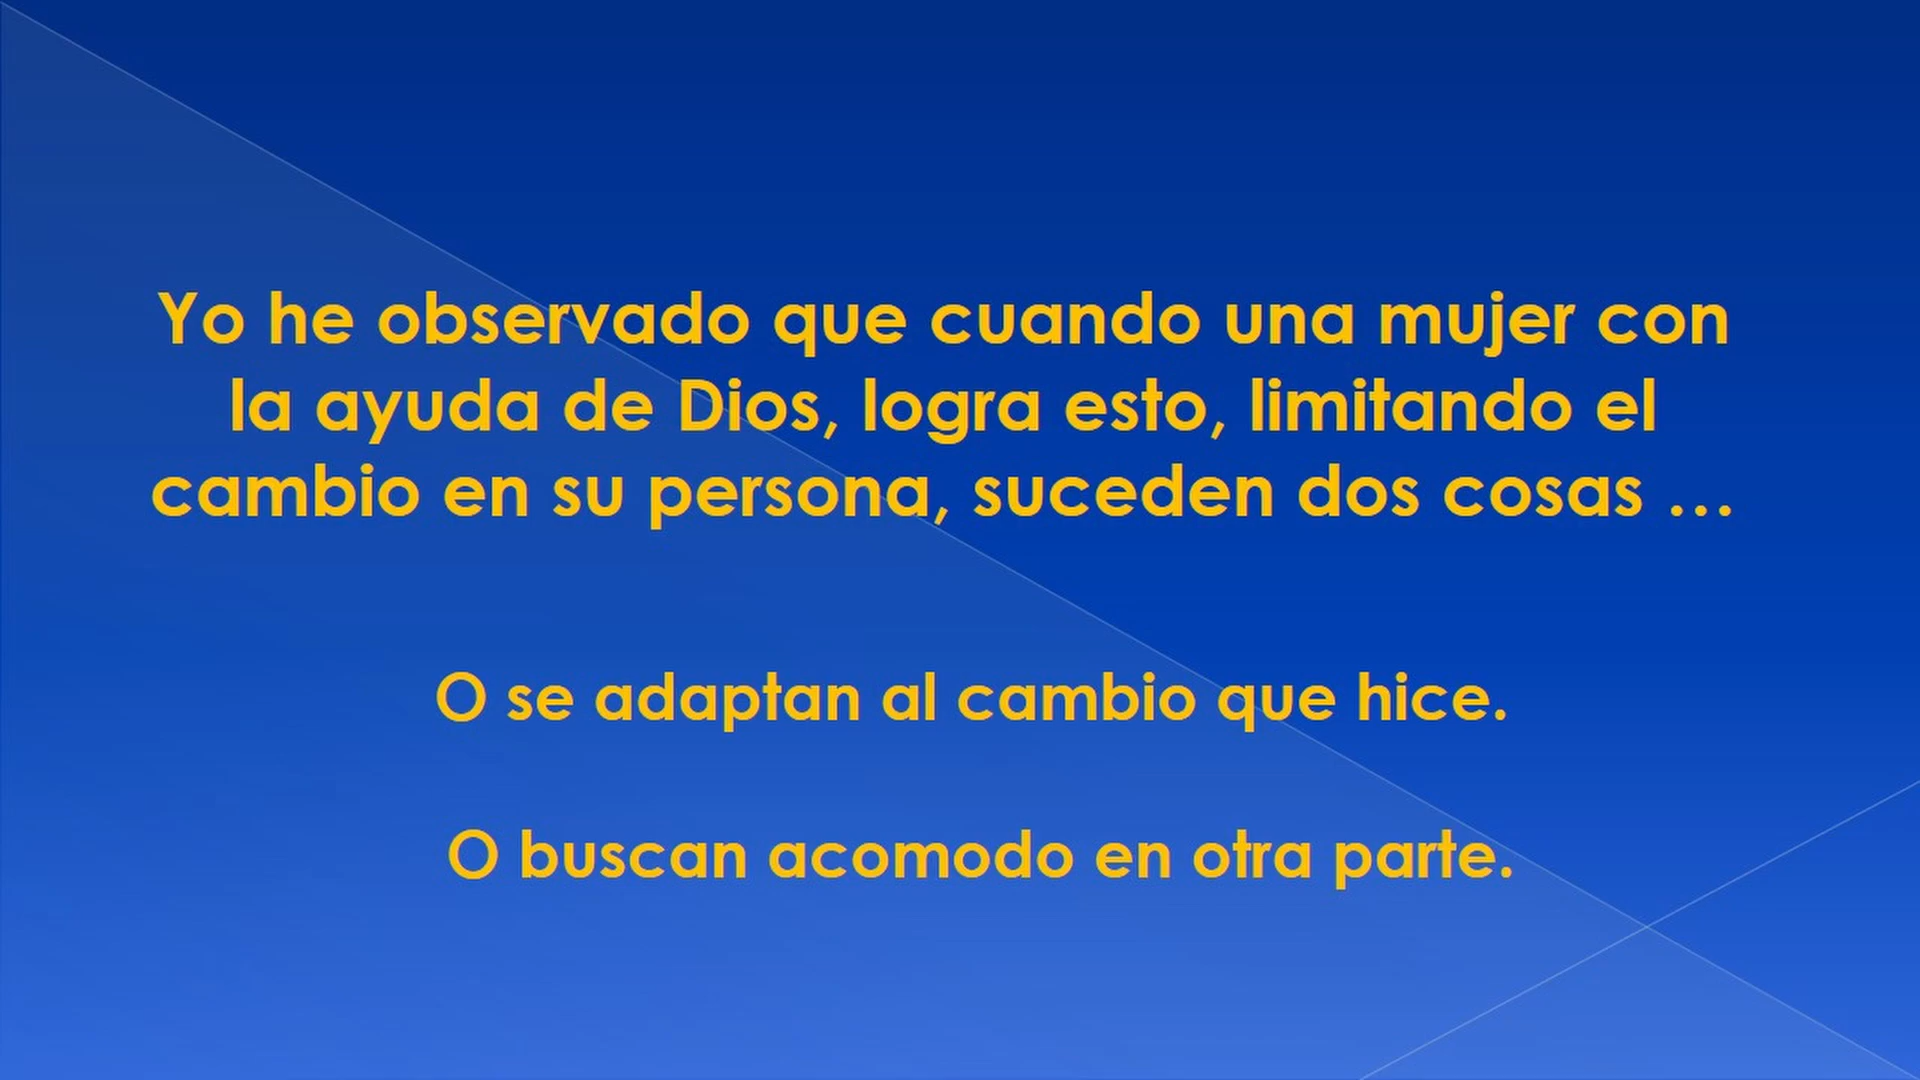 Yo he observado que cuando una mujer con
la ayuda de Dios, logra esto, limitando el
cambio en su persona, suceden dos cosas …
O se adaptan al cambio que hice.
O buscan acomodo en otra parte.